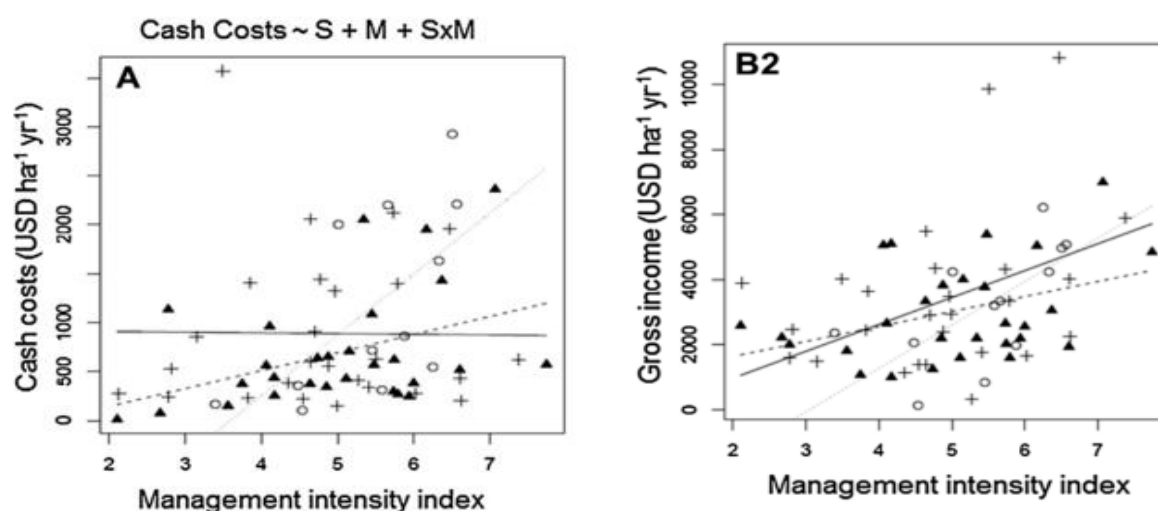 Cash Costs ~ S + M + SxM
A
Cash costs (USD ha⁻¹ yr⁻¹)
3000
2000
1000
500
0
2 3 4 5 6 7
Management intensity index
B2
Gross income (USD ha⁻¹ yr⁻¹)
10000
8000
6000
4000
2000
0
2 3 4 5 6 7
Management intensity index